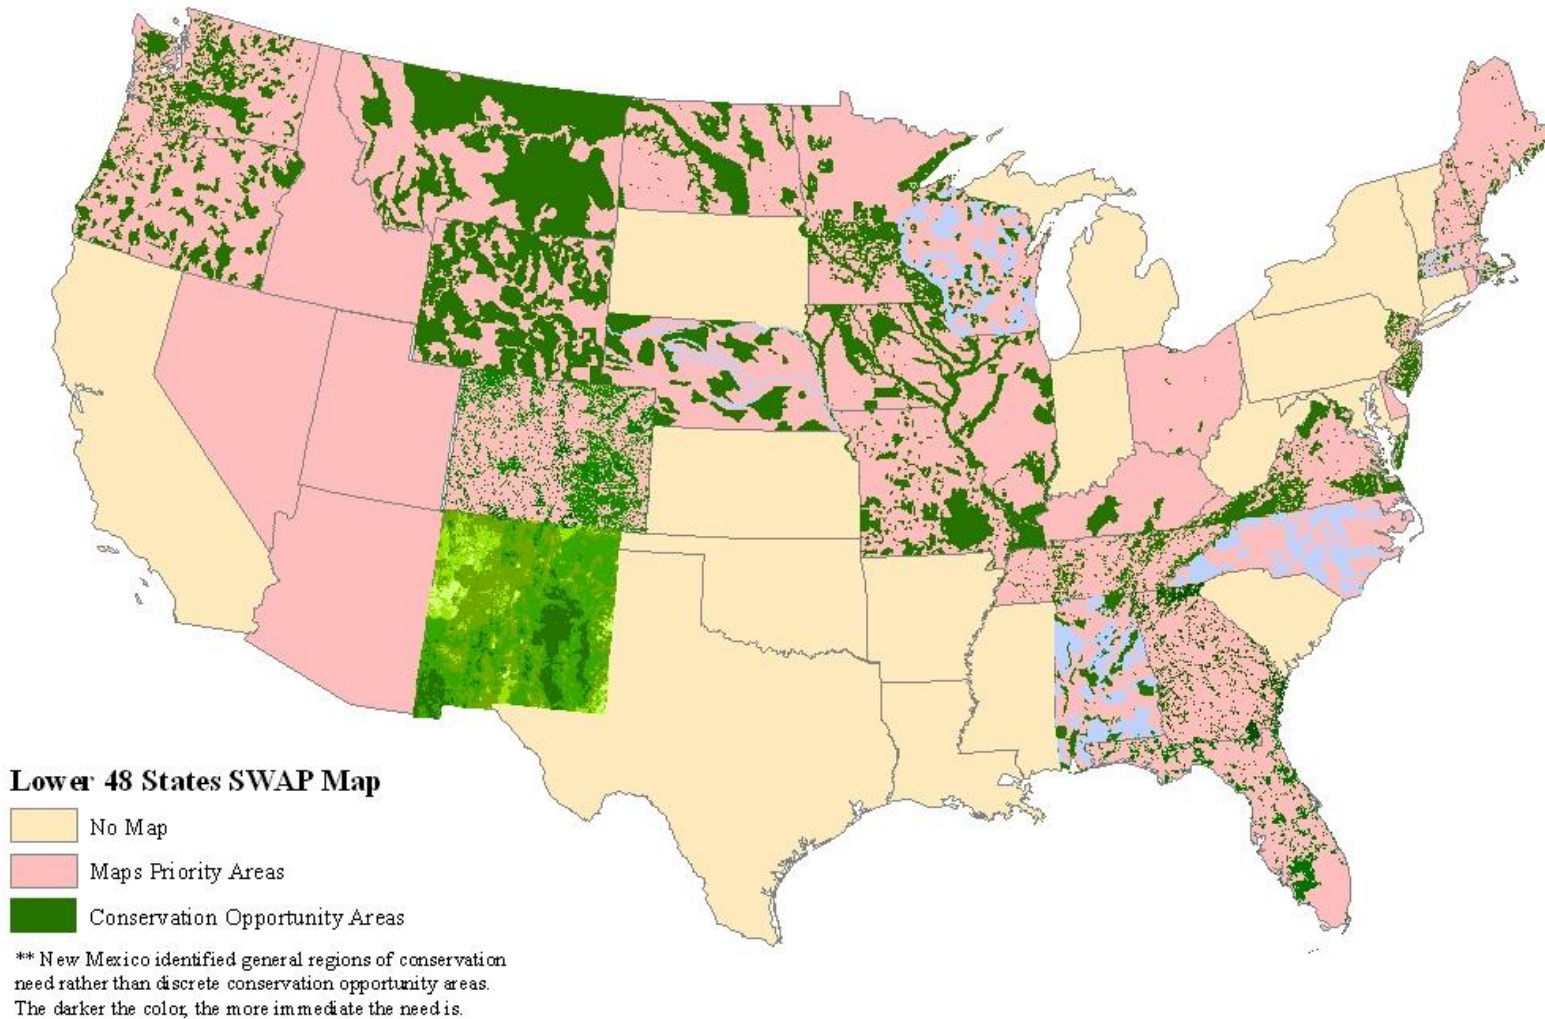 Lower 48 States SWAP Map
No Map
Maps Priority Areas
Conservation Opportunity Areas
** New Mexico identified general regions of conservation
need rather than discrete conservation opportunity areas.
The darker the color, the more immediate the need is.